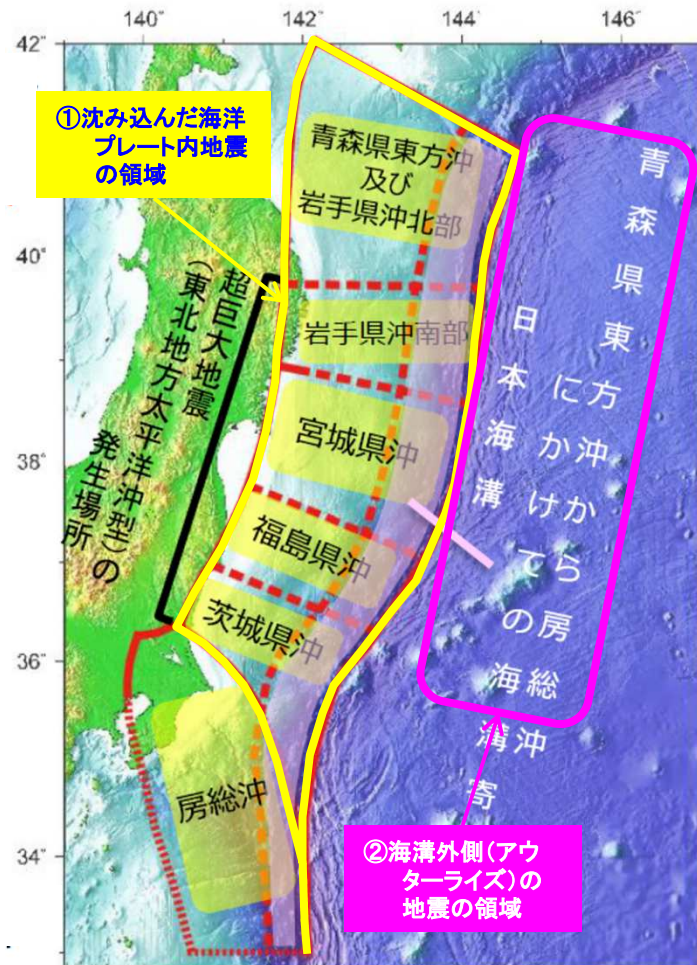 140°
142°
144°
146°
42°
40°
38°
36°
34°
①沈み込んだ海洋
プレート内地震
の領域
青森県東方沖
及び
岩手県沖北部
岩手県沖南部
宮城県沖
福島県沖
茨城県沖
房総沖
超巨大地震
（東北地方太平洋沖型）の
発生場所
日本海溝
青森県東方沖から房総沖
にかけての海溝寄
②海溝外側（アウ
ターライズ）の
地震の領域